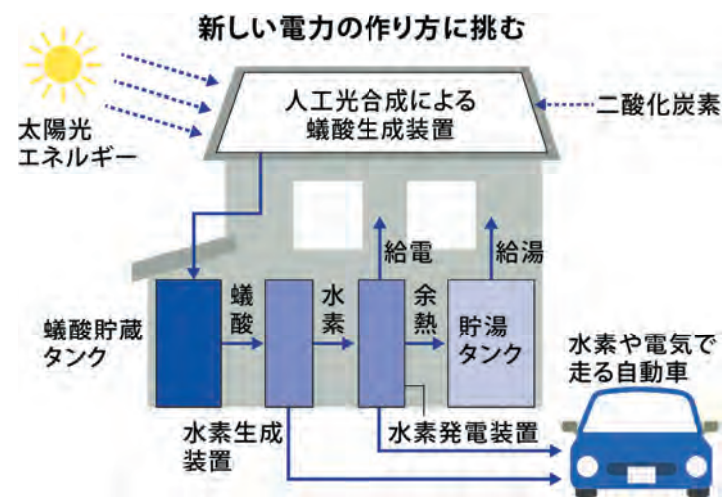 新しい電力の作り方に挑む
太陽光
エネルギー
人工光合成による
蟻酸生成装置
二酸化炭素
給電
給湯
蟻酸貯蔵
タンク
蟻酸
水素
余熱
貯湯
タンク
水素生成
装置
水素発電装置
水素や電気で
走る自動車